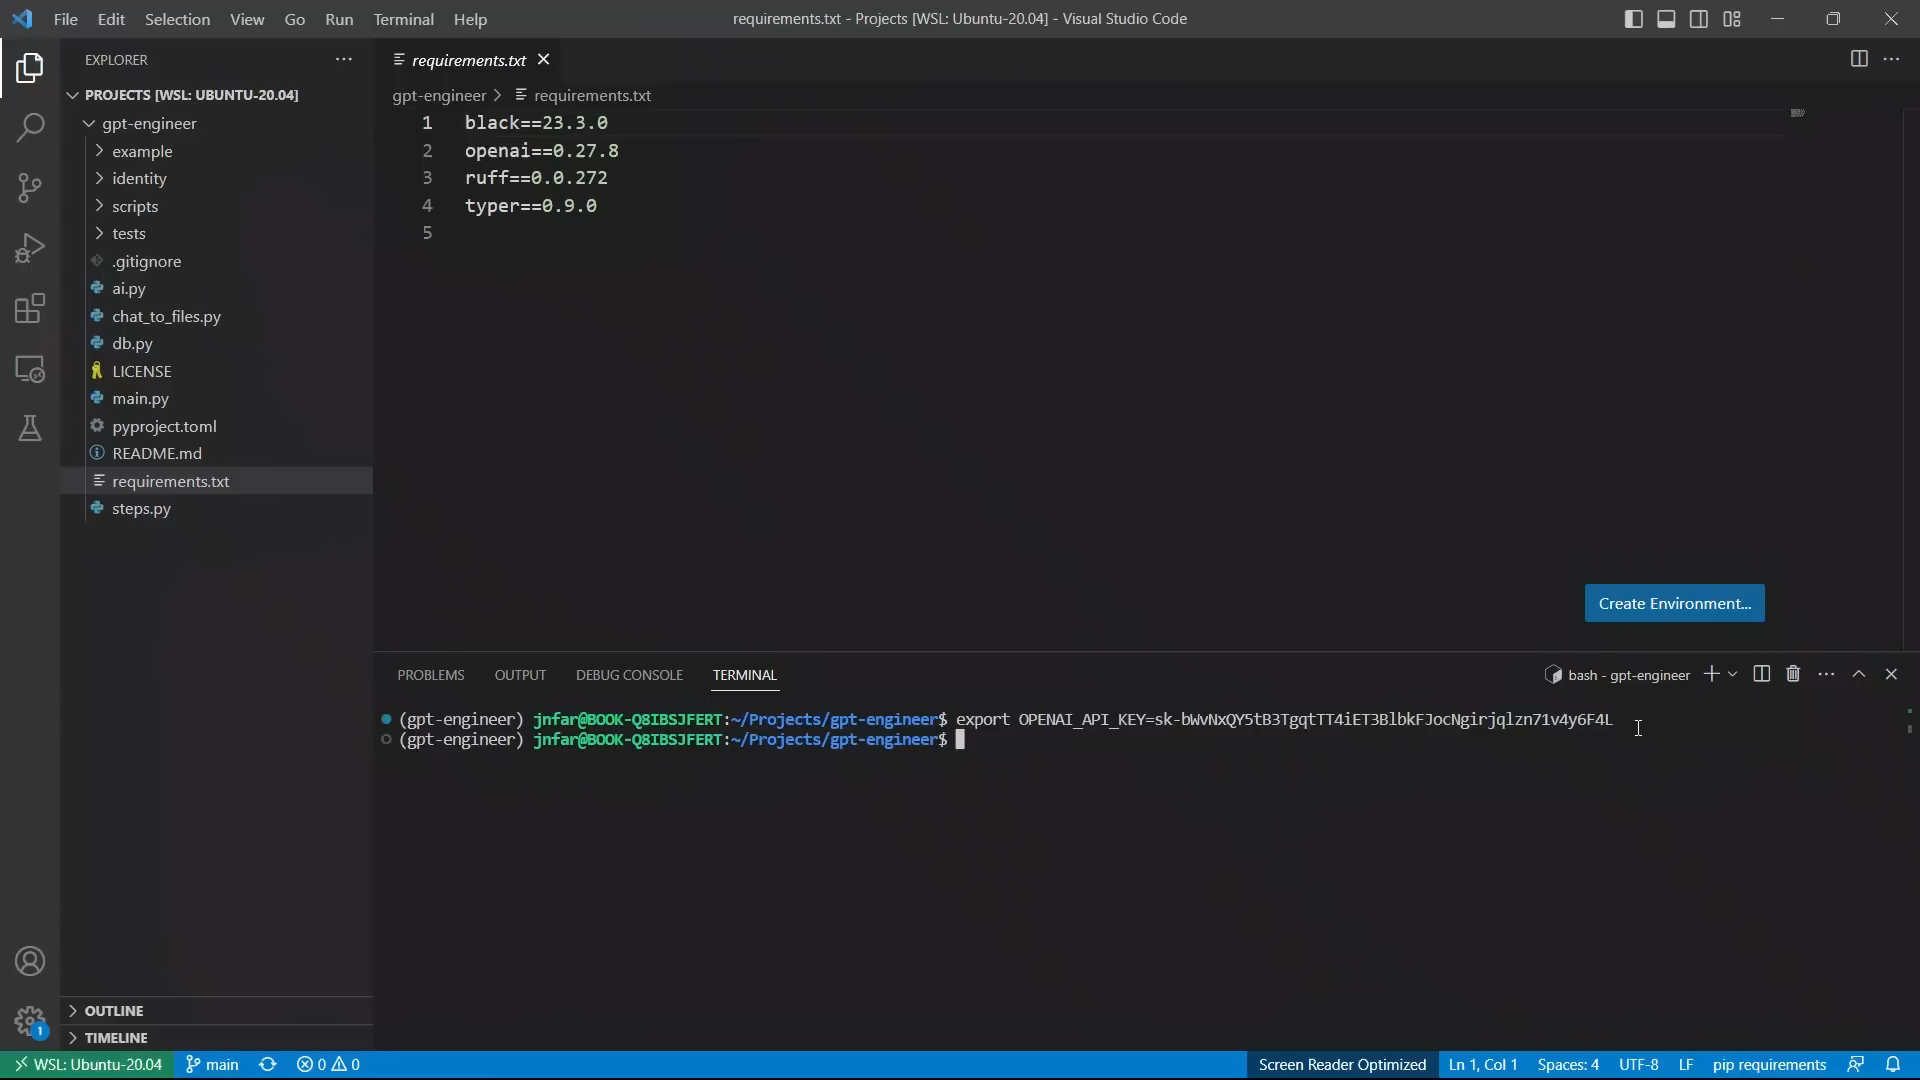 File Edit Selection View Go Run Terminal Help
requirements.txt - Projects [WSL: Ubuntu-20.04] - Visual Studio Code
EXPLORER
PROJECTS [WSL: UBUNTU-20.04]
gpt-engineer
example
identity
scripts
tests
.gitignore
ai.py
chat_to_files.py
db.py
LICENSE
main.py
pyproject.toml
README.md
requirements.txt
steps.py
OUTLINE
TIMELINE
requirements.txt
gpt-engineer > requirements.txt
1 black==23.3.0
2 openai==0.27.8
3 ruff==0.0.272
4 typer==0.9.0
5
Create Environment...
PROBLEMS OUTPUT DEBUG CONSOLE TERMINAL
bash - gpt-engineer
(gpt-engineer) jnfar@BOOK-Q8IBSJFERT:~/Projects/gpt-engineer$ export OPENAI_API_KEY=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
(gpt-engineer) jnfar@BOOK-Q8IBSJFERT:~/Projects/gpt-engineer$
1
WSL: Ubuntu-20.04 main 0 0
Screen Reader Optimized Ln 1, Col 1 Spaces: 4 UTF-8 LF pip requirements